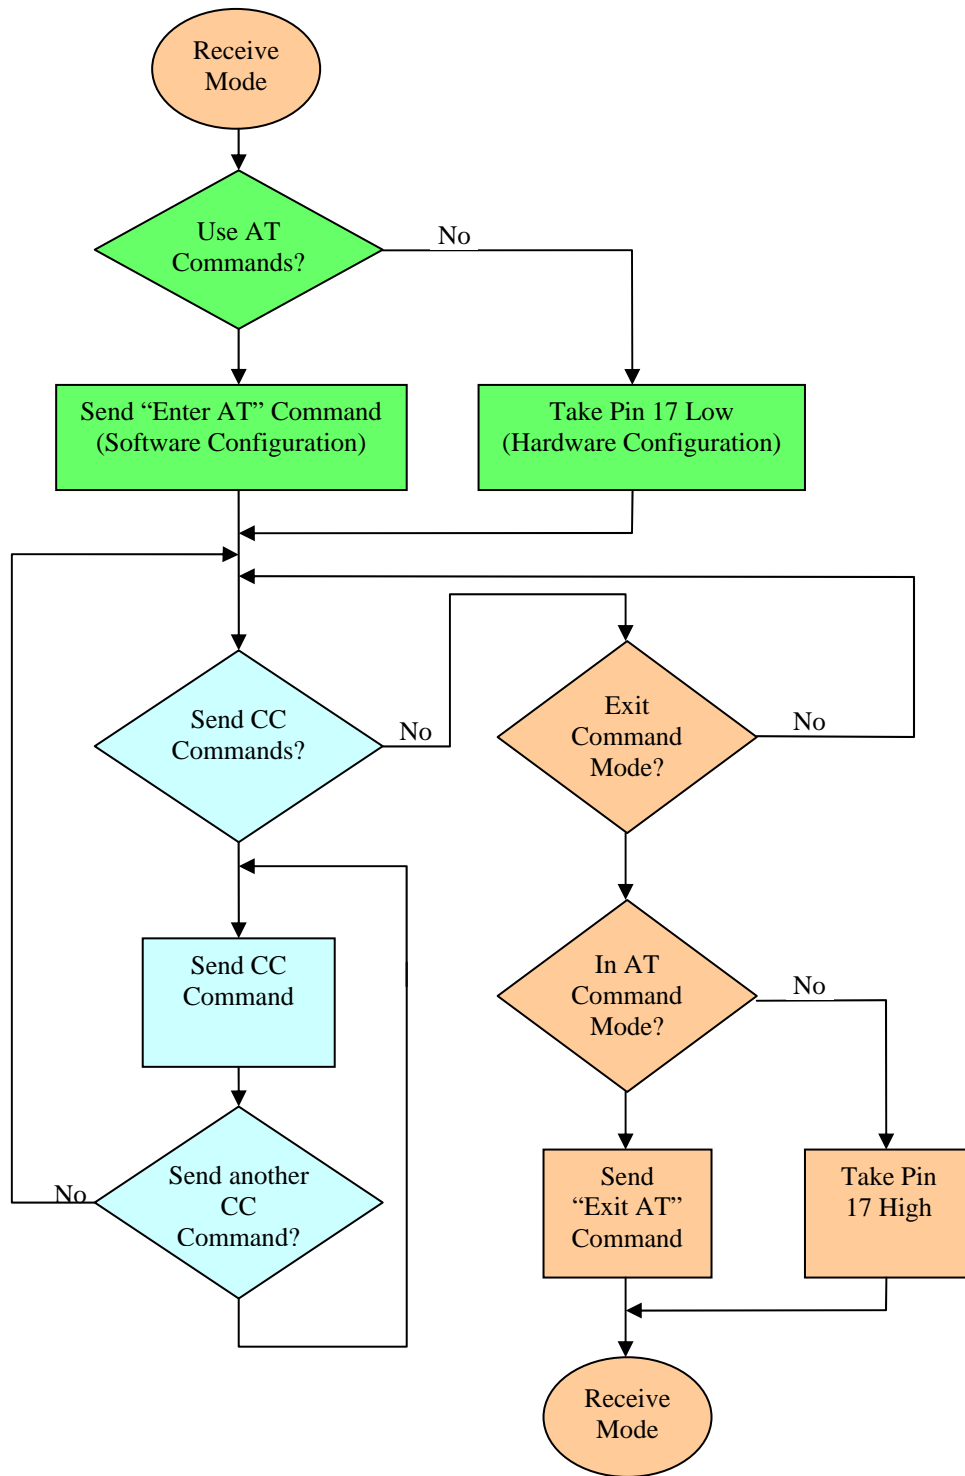 Receive
Mode
Use AT
Commands?
No
Send “Enter AT” Command
(Software Configuration)
Take Pin 17 Low
(Hardware Configuration)
Send CC
Commands?
No
Exit
Command
Mode?
No
Send CC
Command
In AT
Command
Mode?
No
Send another
CC
Command?
No
Send
“Exit AT”
Command
Take Pin
17 High
Receive
Mode